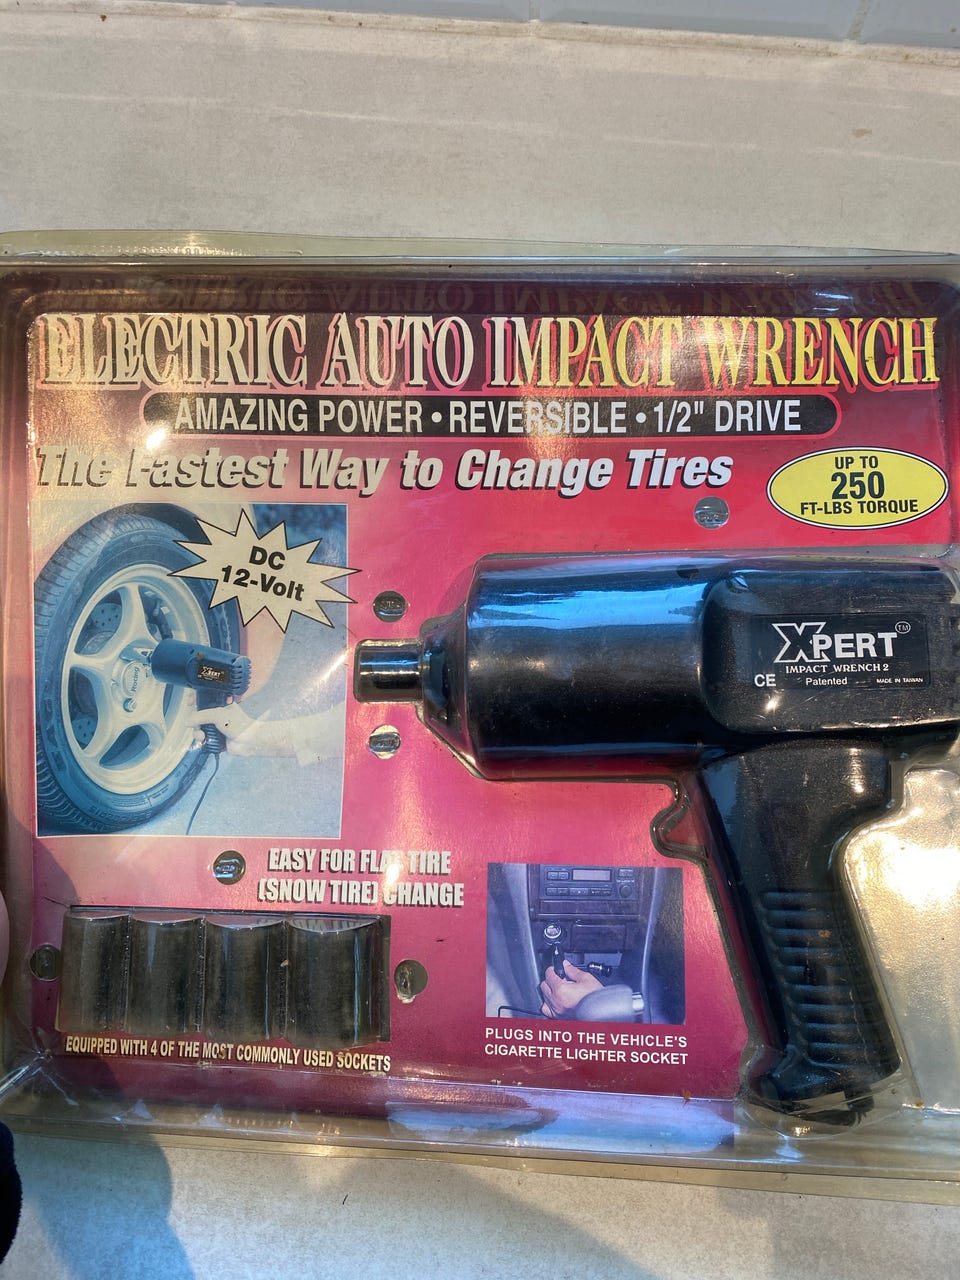 ELECTRIC AUTO IMPACT WRENCH
AMAZING POWER • REVERSIBLE • 1/2" DRIVE
The Fastest Way to Change Tires
UP TO
250
FT-LBS TORQUE
DC
12-Volt
XPERT
XPERT TM
IMPACT WRENCH 2
CE Patented MADE IN TAIWAN
EASY FOR FLAT TIRE
(SNOW TIRE) CHANGE
EQUIPPED WITH 4 OF THE MOST COMMONLY USED SOCKETS
PLUGS INTO THE VEHICLE'S
CIGARETTE LIGHTER SOCKET